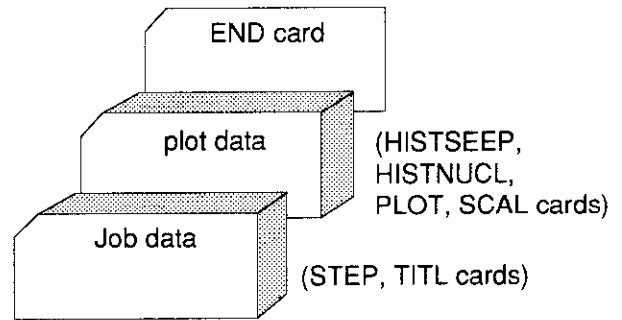 END card
plot data
(HISTSEEP,
HISTNUCL,
PLOT, SCAL cards)
Job data
(STEP, TITL cards)